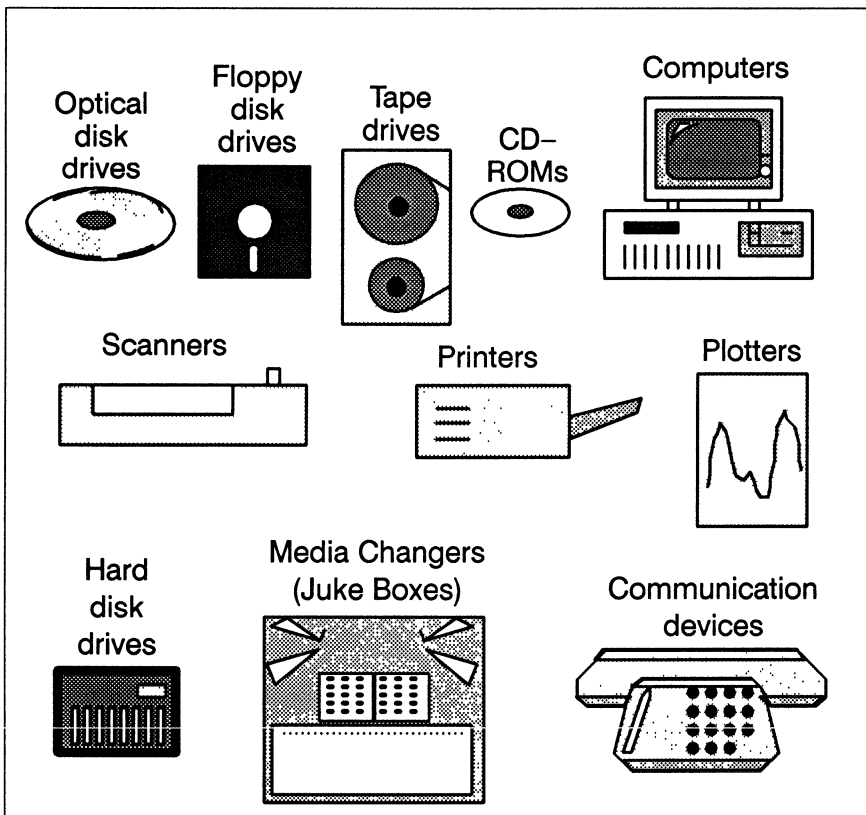 Optical
disk
drives
Floppy
disk
drives
Tape
drives
CD–
ROMs
Computers
Scanners
Printers
Plotters
Hard
disk
drives
Media Changers
(Juke Boxes)
Communication
devices